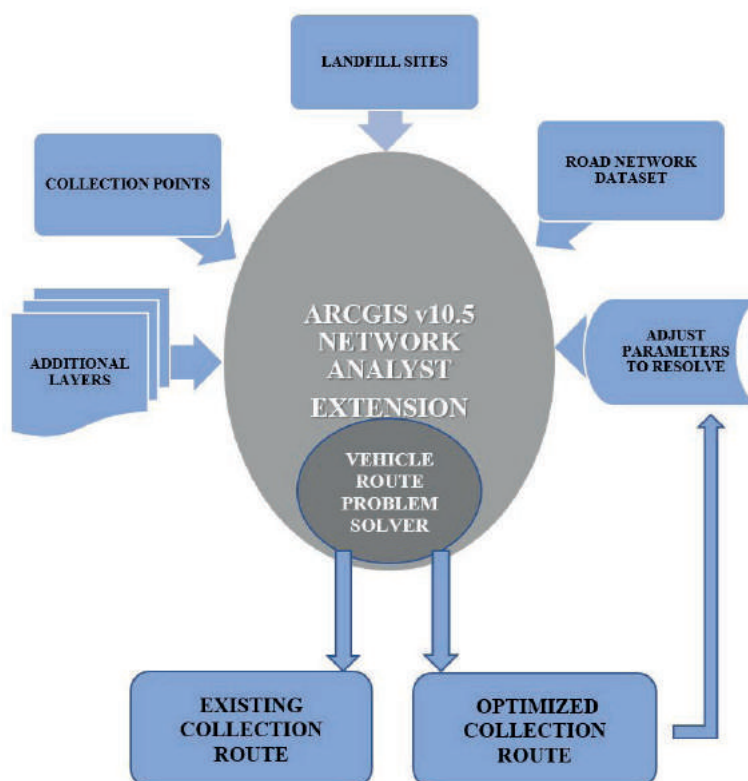 LANDFILL SITES
COLLECTION POINTS
ROAD NETWORK
DATASET
ADDITIONAL
LAYERS
ARCGIS v10.5
NETWORK
ANALYST
EXTENSION
ADJUST
PARAMETERS
TO RESOLVE
VEHICLE
ROUTE
PROBLEM
SOLVER
EXISTING
COLLECTION
ROUTE
OPTIMIZED
COLLECTION
ROUTE